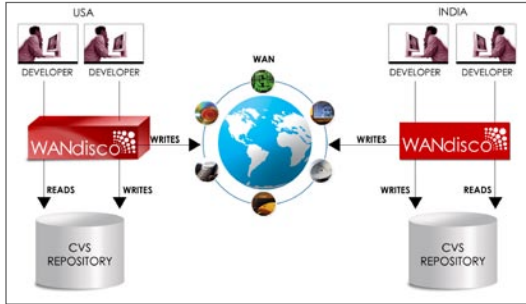 USA
INDIA
DEVELOPER
DEVELOPER
WAN
DEVELOPER
DEVELOPER
WANdisco
WRITES
WRITES
WANdisco
READS
WRITES
WRITES
READS
CVS
REPOSITORY
CVS
REPOSITORY